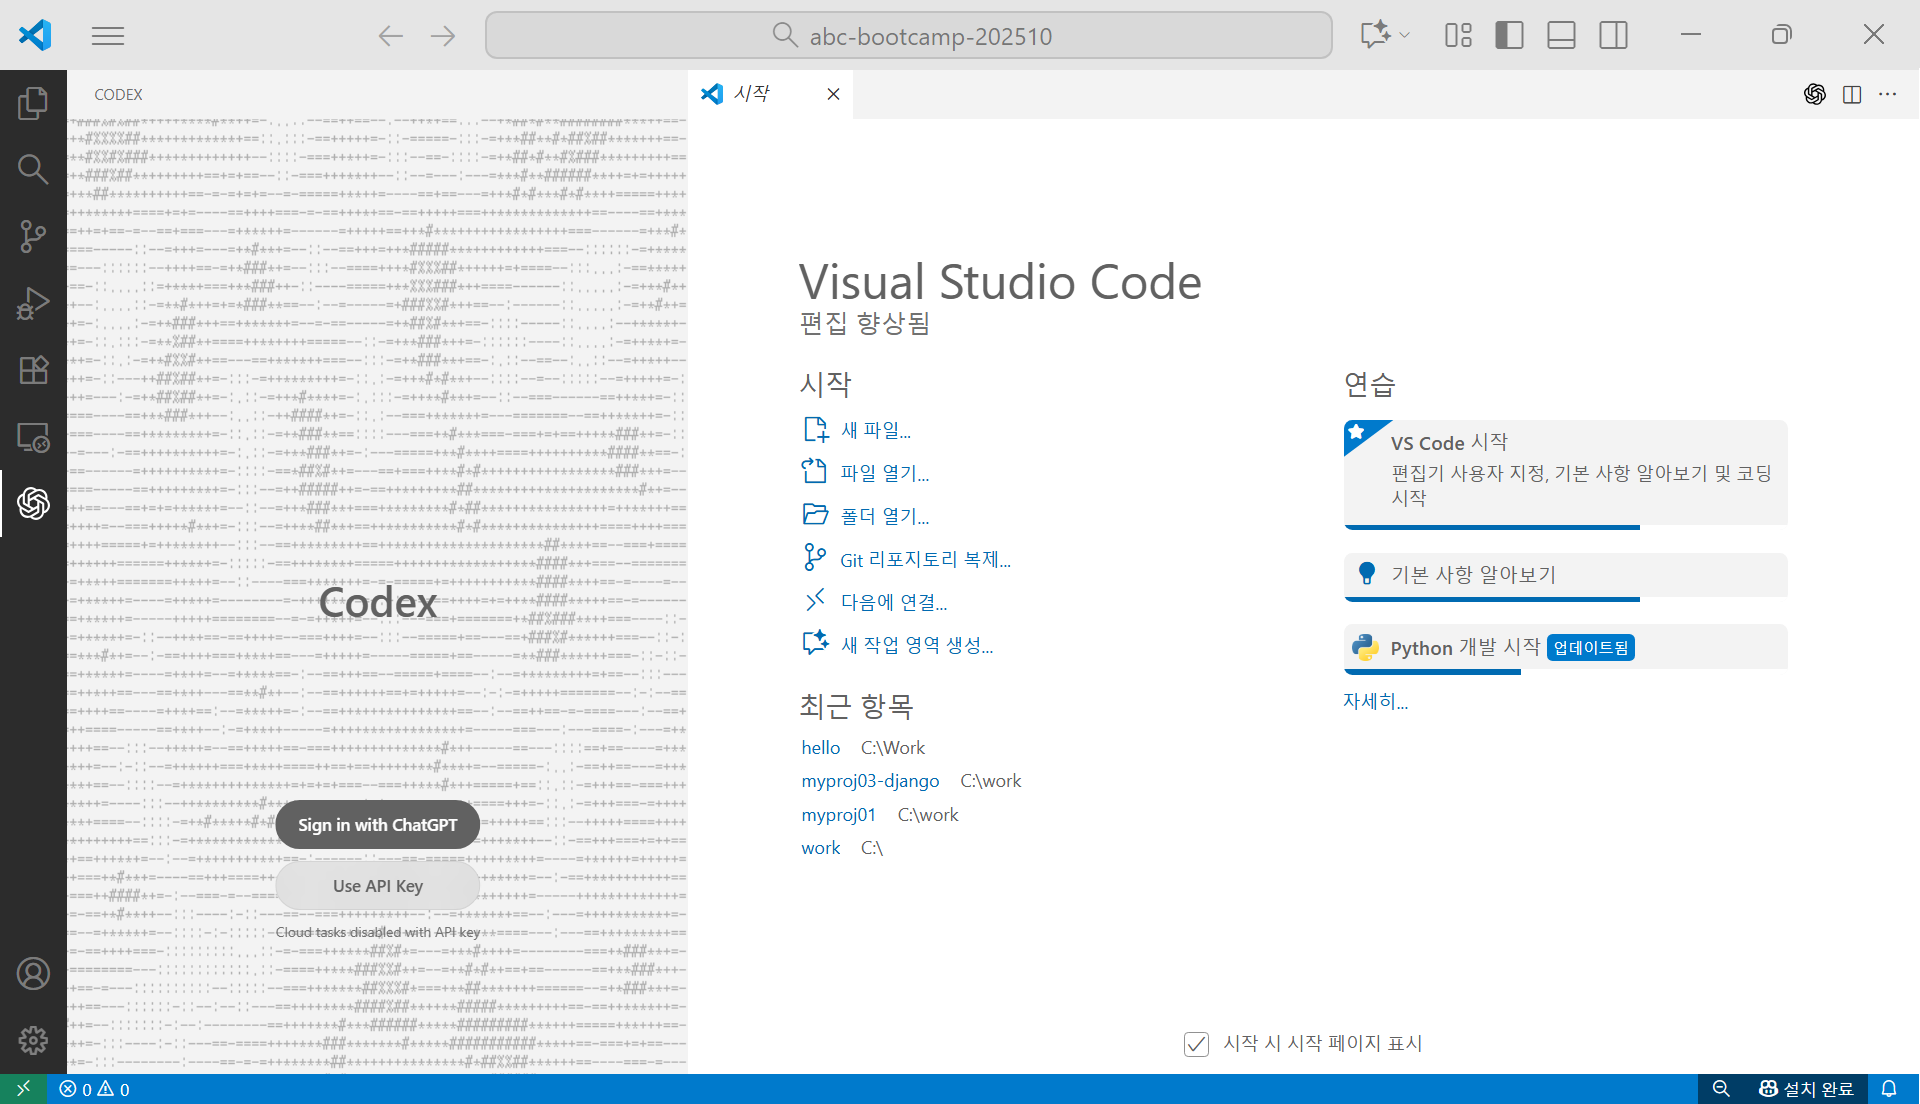 abc-bootcamp-202510
CODEX
시작
Codex
Sign in with ChatGPT
Use API Key
Cloud tasks disabled with API key
Visual Studio Code
편집 향상됨
시작
새 파일...
파일 열기...
폴더 열기...
Git 리포지토리 복제...
다음에 연결...
새 작업 영역 생성...
최근 항목
hello C:\Work
myproj03-django C:\work
myproj01 C:\work
work C:\
연습
VS Code 시작
편집기 사용자 지정, 기본 사항 알아보기 및 코딩
시작
기본 사항 알아보기
Python 개발 시작 업데이트됨
자세히...
시작 시 시작 페이지 표시
0 0
설치 완료